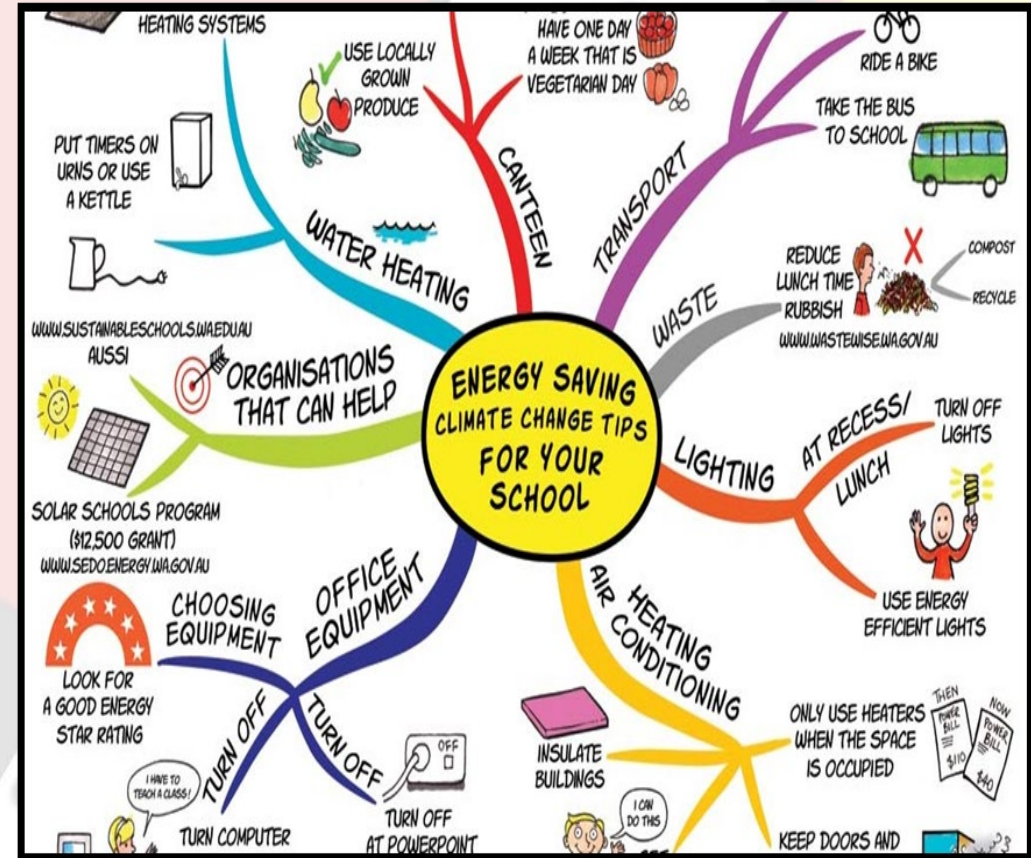 HEATING SYSTEMS
PUT TIMERS ON
URNS OR USE
A KETTLE
WATER HEATING
USE LOCALLY
GROWN
PRODUCE
HAVE ONE DAY
A WEEK THAT IS
VEGETARIAN DAY
CANTEEN
RIDE A BIKE
TAKE THE BUS
TO SCHOOL
TRANSPORT
WASTE
REDUCE
LUNCH TIME
RUBBISH
COMPOST
RECYCLE
WWW.WASTEWISE.WA.GOV.AU
WWW.SUSTAINABLESCHOOLS.WA.EDU.AU
AUSSI
ORGANISATIONS
THAT CAN HELP
SOLAR SCHOOLS PROGRAM
($12,500 GRANT)
WWW.SEDO.ENERGY.WA.GOV.AU
ENERGY SAVING
CLIMATE CHANGE TIPS
FOR YOUR
SCHOOL
LIGHTING
AT RECESS/
LUNCH
TURN OFF
LIGHTS
USE ENERGY
EFFICIENT LIGHTS
OFFICE
EQUIPMENT
CHOOSING
EQUIPMENT
LOOK FOR
A GOOD ENERGY
STAR RATING
TURN OFF
I HAVE TO
TEACH A CLASS!
TURN COMPUTER
TURN OFF
OFF
TURN OFF
AT POWERPOINT
HEATING
AIR
CONDITIONING
INSULATE
BUILDINGS
I CAN
DO THIS
ONLY USE HEATERS
WHEN THE SPACE
IS OCCUPIED
THEN
POWER
BILL
$110
NOW
POWER
BILL
$40
KEEP DOORS AND
23